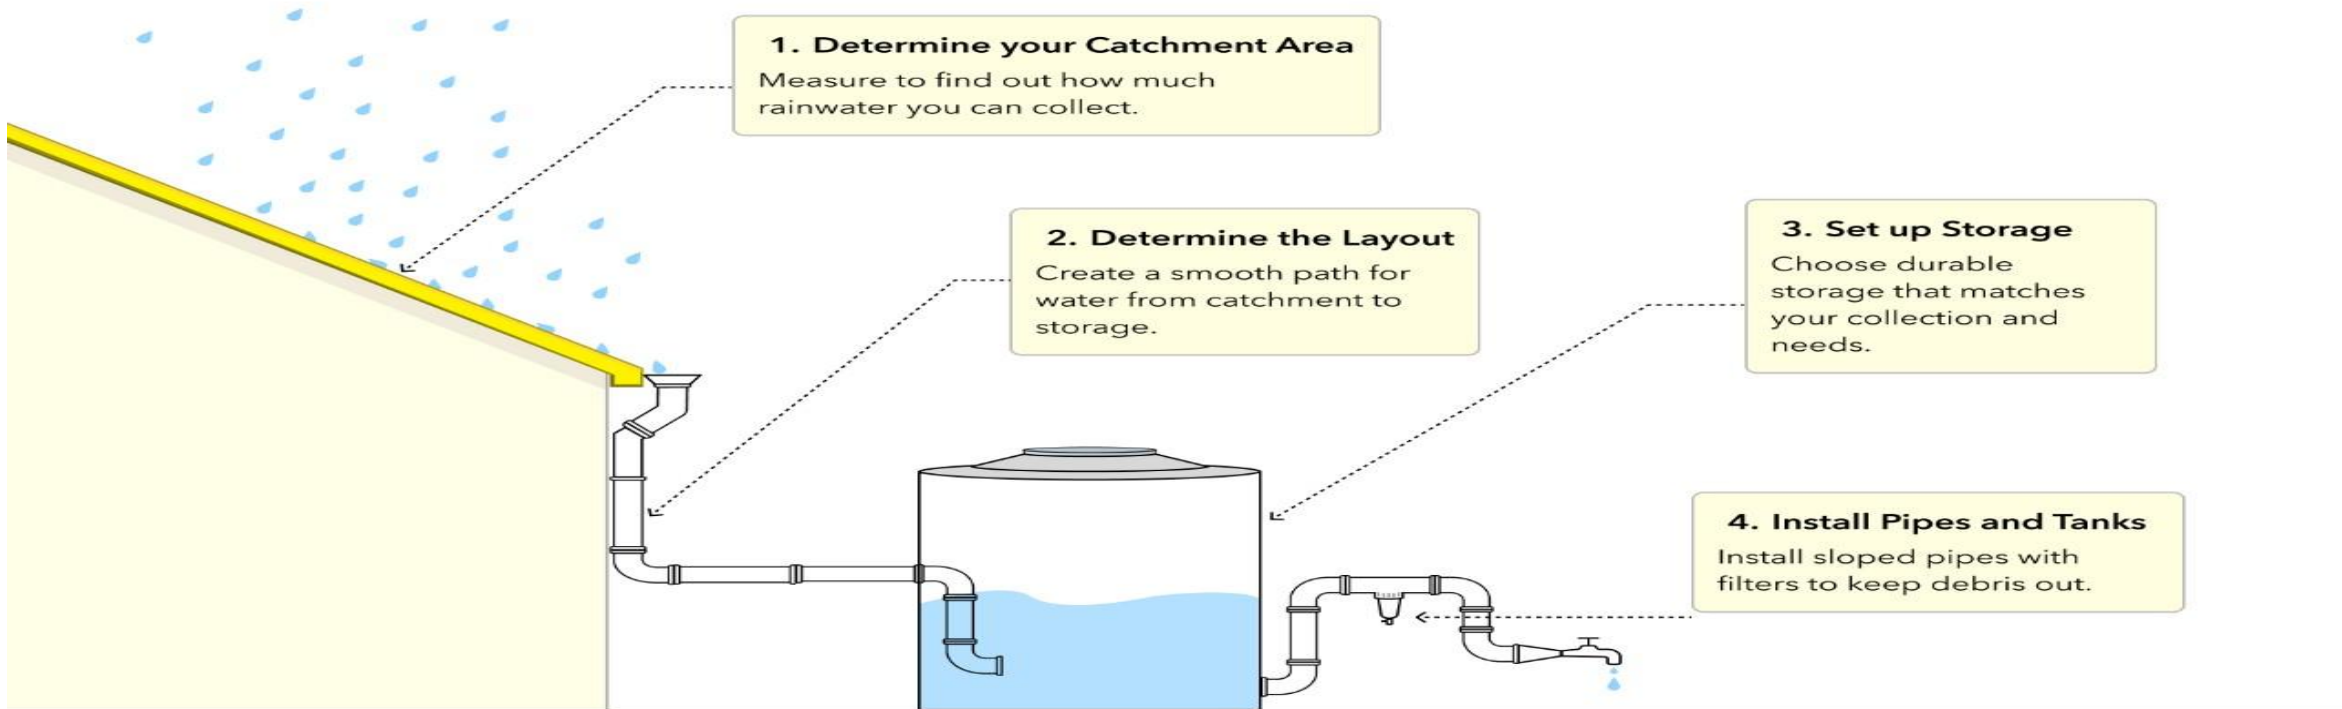 1. Determine your Catchment Area
Measure to find out how much
rainwater you can collect.
2. Determine the Layout
Create a smooth path for
water from catchment to
storage.
3. Set up Storage
Choose durable
storage that matches
your collection and
needs.
4. Install Pipes and Tanks
Install sloped pipes with
filters to keep debris out.